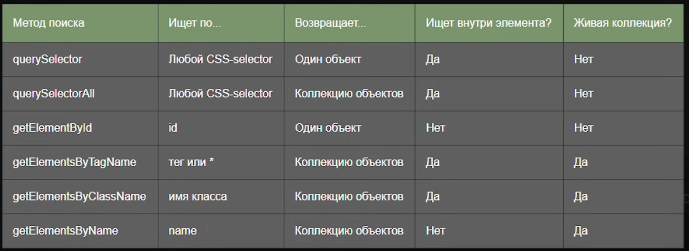 Метод поиска Ищет по... Возвращает... Ищет внутри элемента? Живая коллекция?
querySelector Любой CSS-selector Один объект Да Нет
querySelectorAll Любой CSS-selector Коллекцию объектов Да Нет
getElementById id Один объект Нет Нет
getElementsByTagName тег или * Коллекцию объектов Да Да
getElementsByClassName имя класса Коллекцию объектов Да Да
getElementsByName name Коллекцию объектов Нет Да